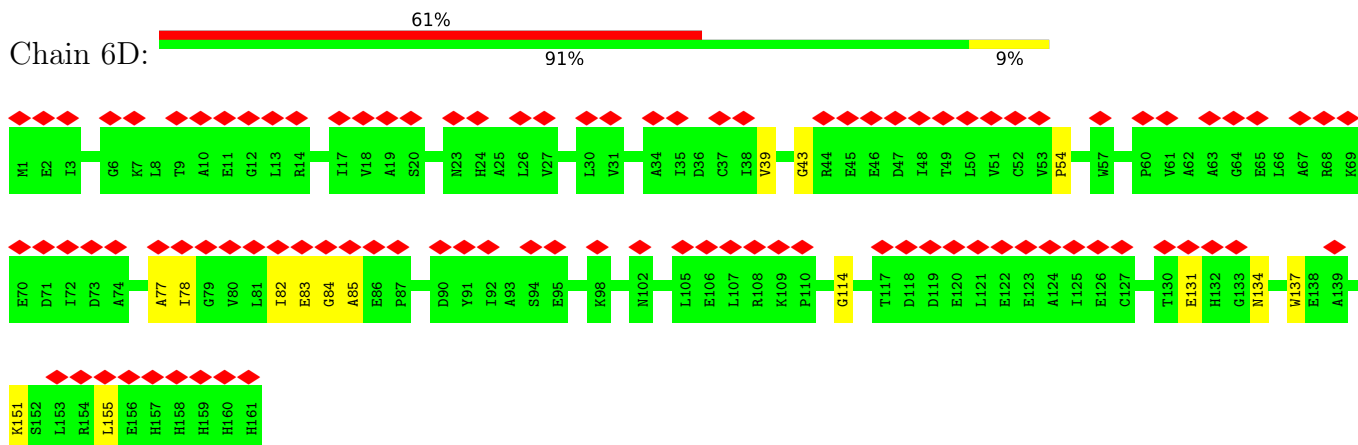 61%
Chain 6D:
91% 9%
M1 E2 I3 G6 K7 L8 T9 A10 E11 G12 L13 R14 I17 V18 A19 S20 N23 H24 A25 L26 V27 L30 V31 A34 I35 D36 C37 I38 V39 G43 R44 E45 E46 D47 I48 T49 L50 V51 C52 V53 P54 W57 P60 V61 A62 A63 G64 E65 L66 A67 R68 K69
E70 D71 I72 D73 A74 A77 I78 G79 V80 L81 I82 E83 G84 A85 E86 P87 D90 Y91 I92 A93 S94 E95 K98 N102 L105 E106 L107 R108 K109 P110 G114 T117 D118 D119 E120 L121 E122 E123 A124 I125 E126 C127 T130 E131 H132 G133 N134 W137 E138 A139
K151 S152 L153 R154 L155 E156 H157 H158 H159 H160 H161